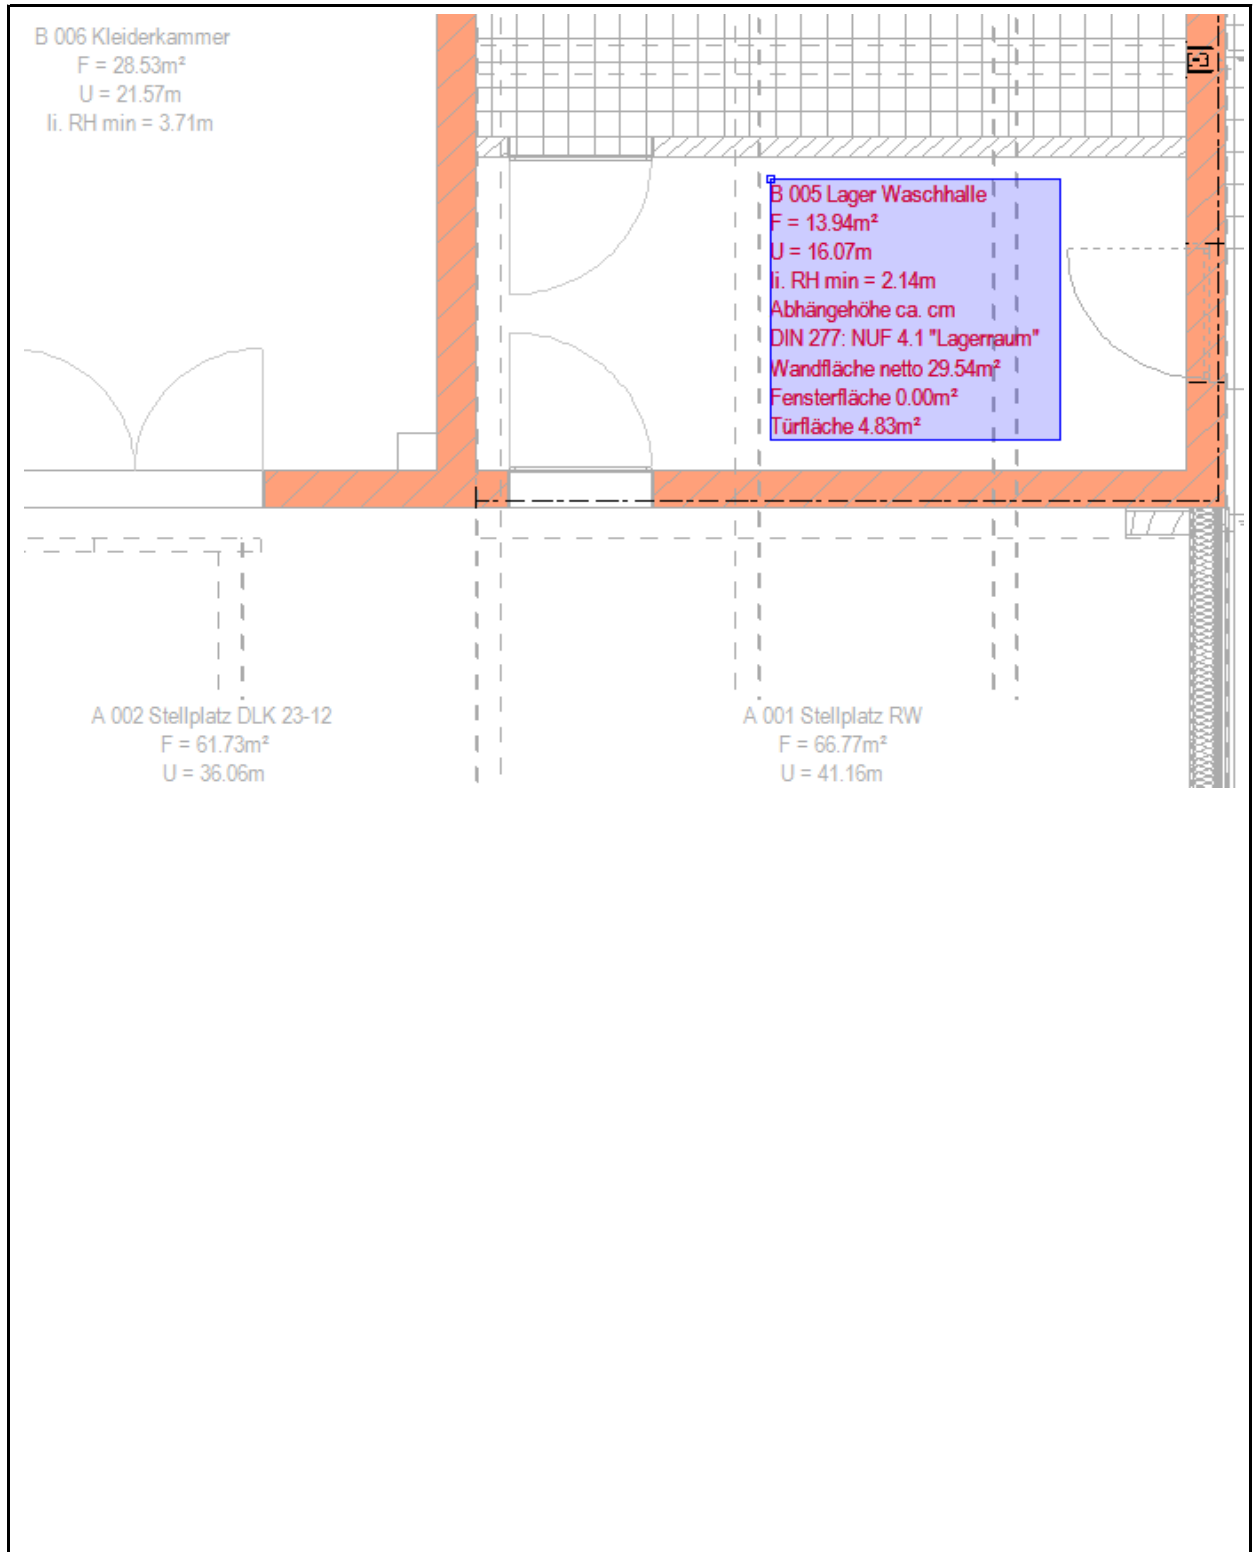 B 006 Kleiderkammer
F = 28.53m²
U = 21.57m
li. RH min = 3.71m
B 005 Lager Waschhalle
F = 13.94m²
U = 16.07m
li. RH min = 2.14m
Abhängehöhe ca. cm
DIN 277: NUF 4.1 "Lagerraum"
Wandfläche netto 29.54m²
Fensterfläche 0.00m²
Türfläche 4.83m²
A 002 Stellplatz DLK 23-12
F = 61.73m²
U = 36.06m
A 001 Stellplatz RW
F = 66.77m²
U = 41.16m